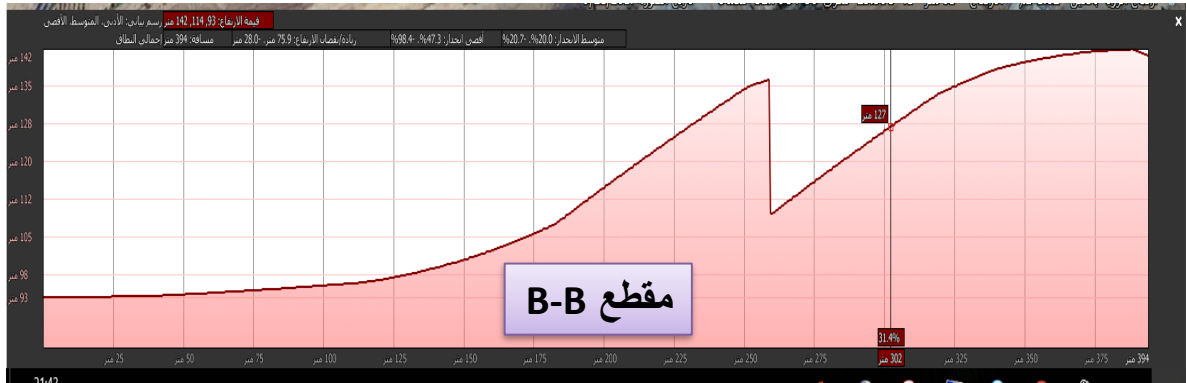 رسم بياني: الأدنى، المتوسط، الأقصى قيمة الارتفاع: 93, 114, 142 متر
إجمالي النطاق مسافة: 394 متر زيادة/نقصان الارتفاع: 75.9 متر، -28.0 متر أقصى انحدار: 47.3%، -98.4% متوسط الانحدار: 20.0%، -20.7%
X
142 متر
135 متر
128 متر
120 متر
112 متر
105 متر
98 متر
93 متر
127 متر
مقطع B-B
31.4%
25 متر 50 متر 75 متر 100 متر 125 متر 150 متر 175 متر 200 متر 225 متر 250 متر 275 متر 302 متر 325 متر 350 متر 375 متر 394 متر